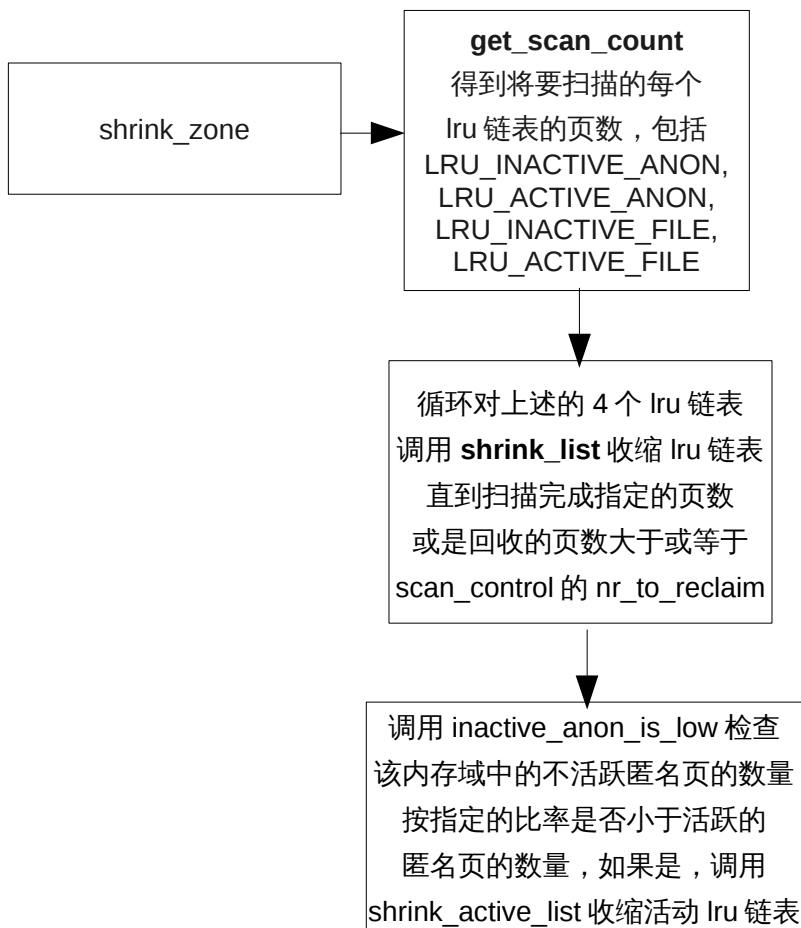 shrink_zone
get_scan_count
得到将要扫描的每个
lru 链表的页数，包括
LRU_INACTIVE_ANON,
LRU_ACTIVE_ANON,
LRU_INACTIVE_FILE,
LRU_ACTIVE_FILE
循环对上述的 4 个 lru 链表
调用 shrink_list 收缩 lru 链表
直到扫描完成指定的页数
或是回收的页数大于或等于
scan_control 的 nr_to_reclaim
调用 inactive_anon_is_low 检查
该内存域中的不活跃匿名页的数量
按指定的比率是否小于活跃的
匿名页的数量，如果是，调用
shrink_active_list 收缩活动 lru 链表